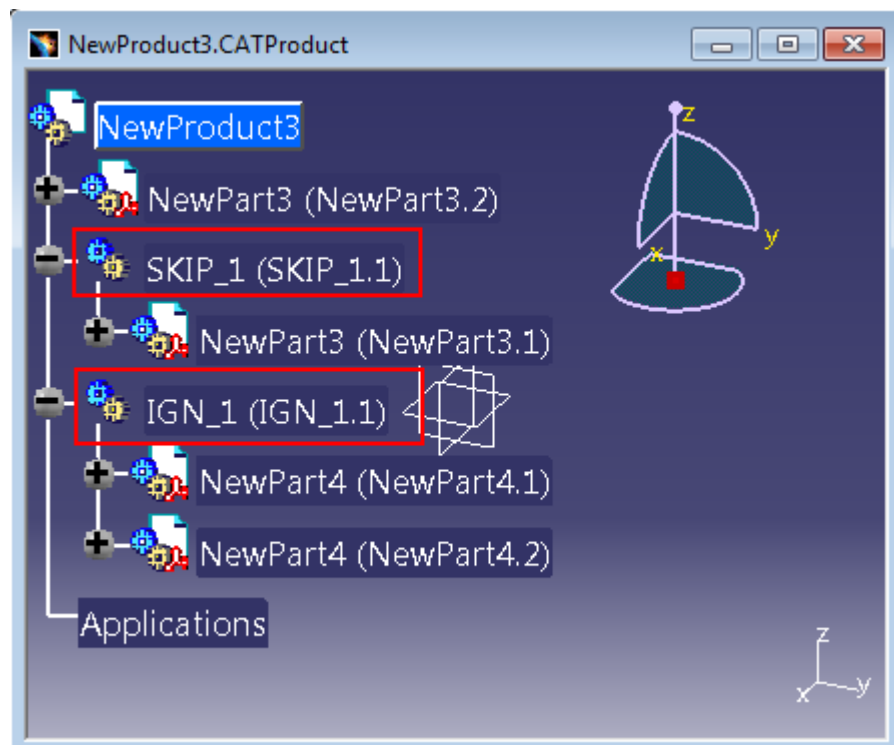 NewProduct3.CATProduct
NewProduct3
NewPart3 (NewPart3.2)
SKIP_1 (SKIP_1.1)
NewPart3 (NewPart3.1)
IGN_1 (IGN_1.1)
NewPart4 (NewPart4.1)
NewPart4 (NewPart4.2)
Applications
z
y
x
z
x
y